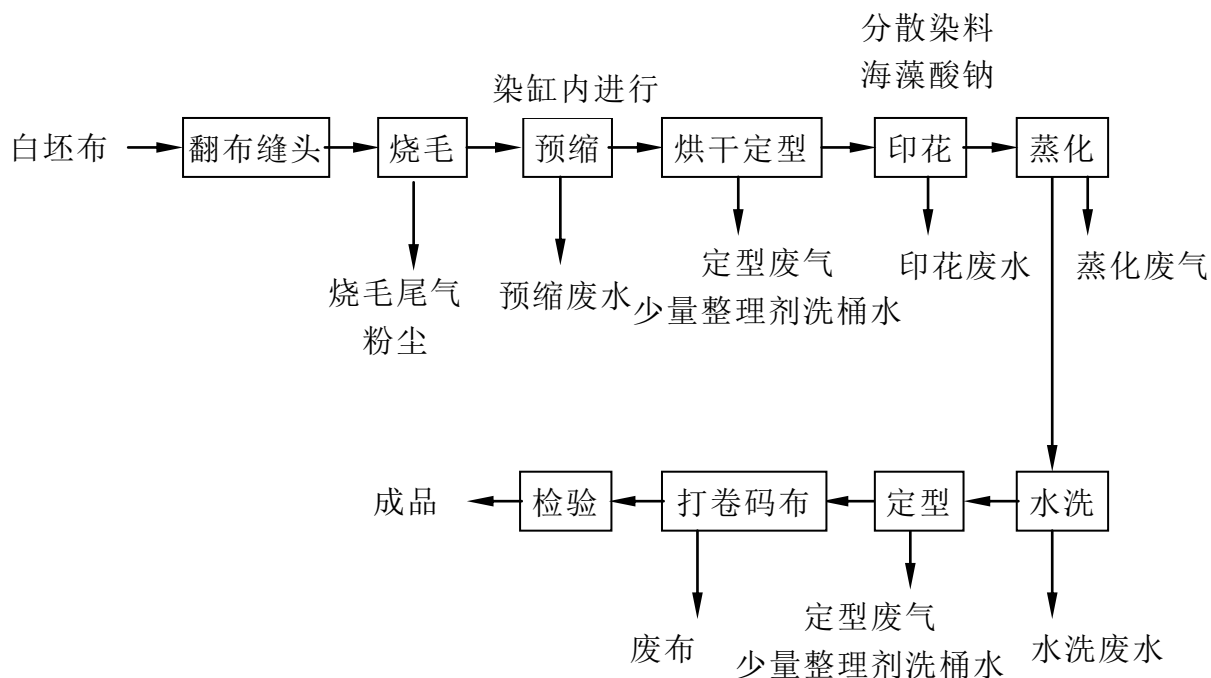 分散染料
海藻酸钠
染缸内进行
白坯布
翻布缝头
烧毛
预缩
烘干定型
印花
蒸化
烧毛尾气
粉尘
预缩废水
定型废气
少量整理剂洗桶水
印花废水
蒸化废气
成品
检验
打卷码布
定型
水洗
废布
定型废气
少量整理剂洗桶水
水洗废水